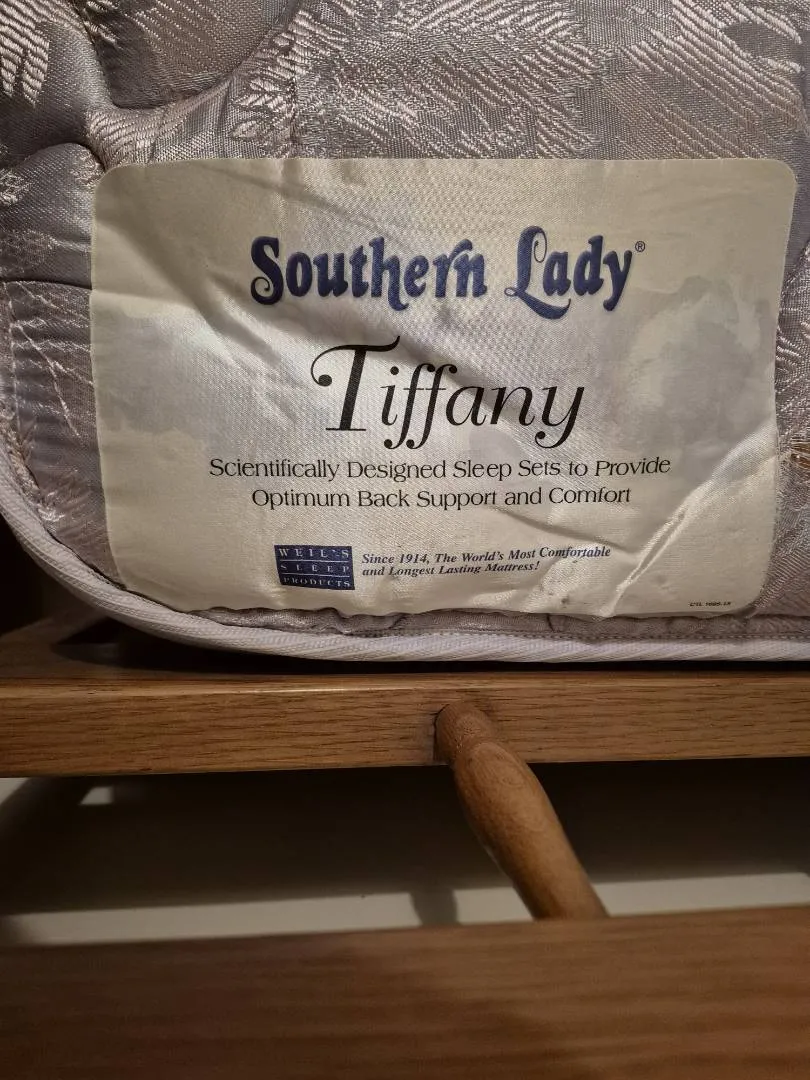 Southern Lady®
Tiffany
Scientifically Designed Sleep Sets to Provide
Optimum Back Support and Comfort
WEIL'S
SLEEP
PRODUCTS
Since 1914, The World's Most Comfortable
and Longest Lasting Mattress!